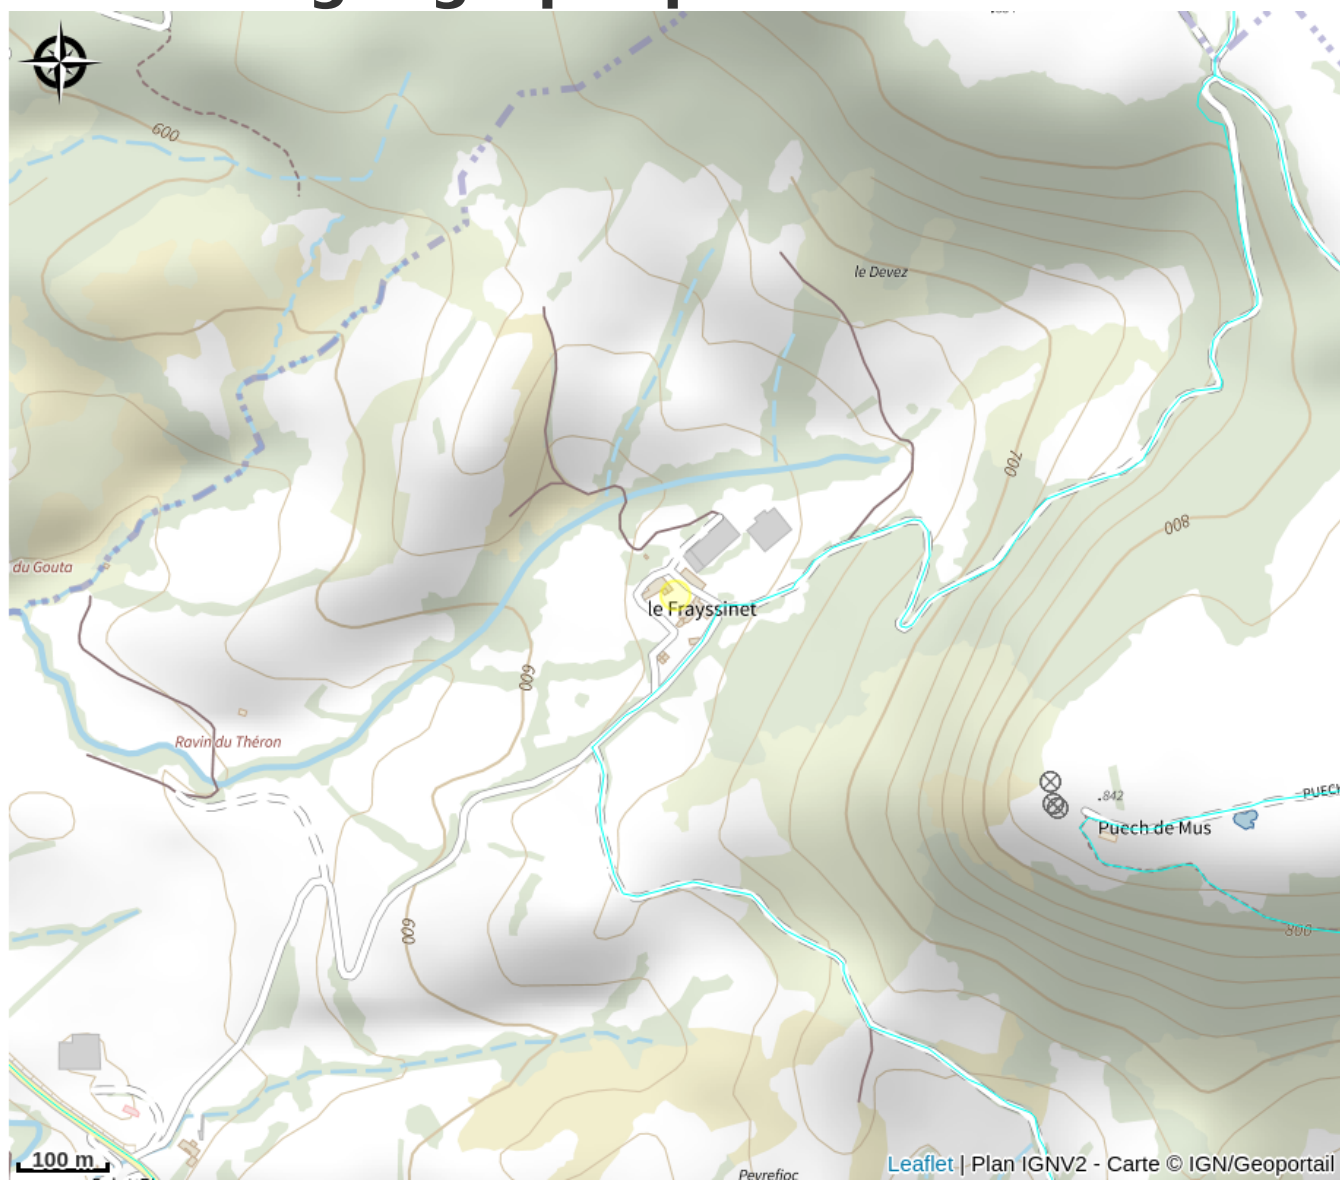 600
le Devez
700
800
du Gouta
le Frayssinet
600
Ravin du Théron
842
PUECH
Puech de Mus
600
800
100 m
Peyrefioc
Leaflet | Plan IGNV2 - Carte © IGN/Geoportail